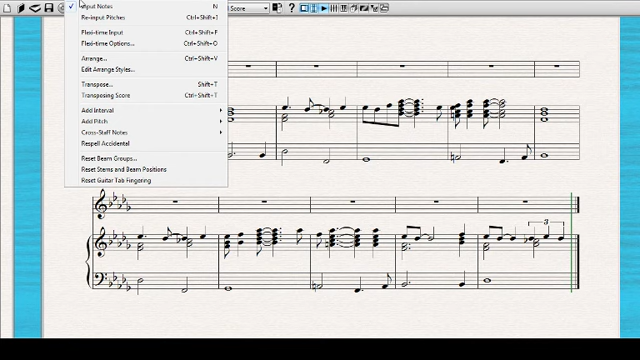 Score
Input Notes N
Re-input Pitches Ctrl+Shift+I
Flexi-time Input Ctrl+Shift+F
Flexi-time Options... Ctrl+Shift+O
Arrange... Ctrl+Shift+V
Edit Arrange Styles...
Transpose... Shift+T
Transposing Score Ctrl+Shift+T
Add Interval
Add Pitch
Cross-Staff Notes
Respell Accidental
Reset Beam Groups...
Reset Stems and Beam Positions
Reset Guitar Tab Fingering
3